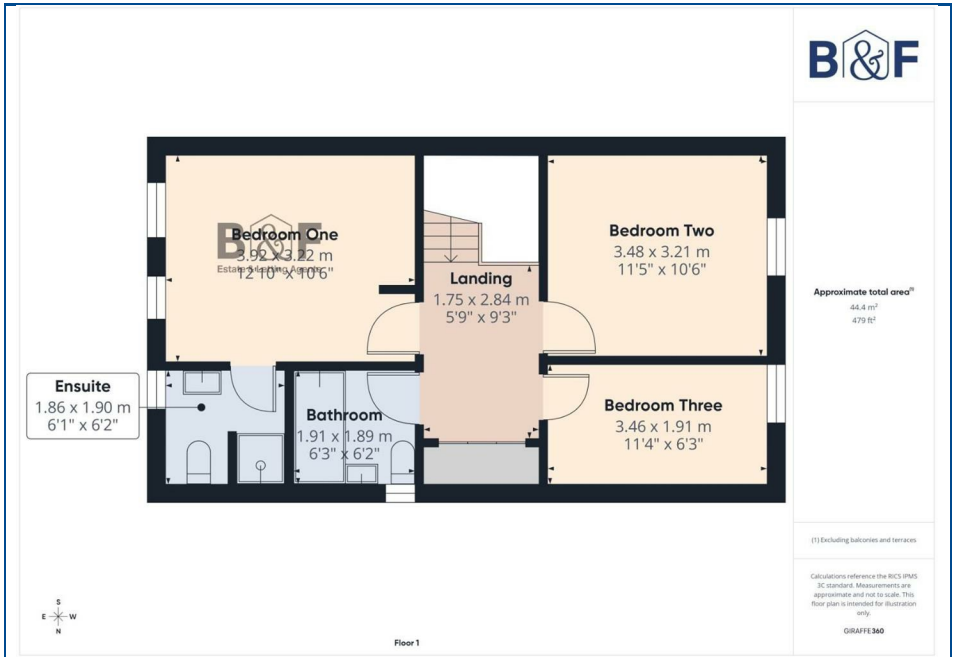 B&F
Bedroom One
3.92 x 3.22 m
12'10" x 10'6"
B&F
Estate & Letting Agents
Landing
1.75 x 2.84 m
5'9" x 9'3"
Bedroom Two
3.48 x 3.21 m
11'5" x 10'6"
Ensuite
1.86 x 1.90 m
6'1" x 6'2"
Bathroom
1.91 x 1.89 m
6'3" x 6'2"
Bedroom Three
3.46 x 1.91 m
11'4" x 6'3"
Approximate total area⁽¹⁾
44.4 m²
479 ft²
(1) Excluding balconies and terraces
Calculations reference the RICS IPMS
3C standard. Measurements are
approximate and not to scale. This
floor plan is intended for illustration
only.
GIRAFFE360
S
E W
N
Floor 1